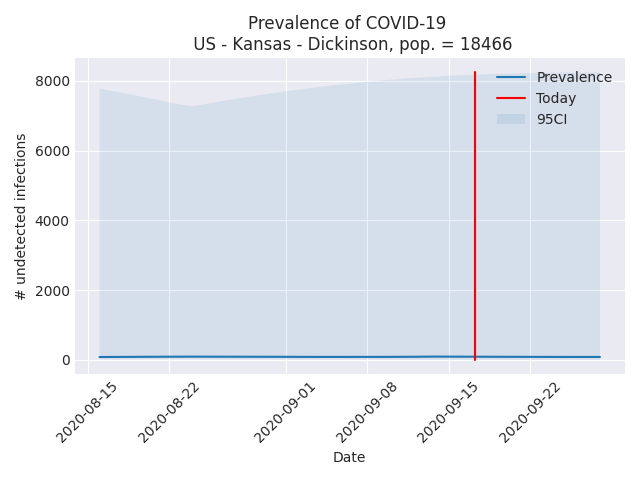 Prevalence of COVID-19
US - Kansas - Dickinson, pop. = 18466
8000
6000
4000
2000
0
# undetected infections
Prevalence
Today
95CI
2020-08-15
2020-08-22
2020-09-01
2020-09-08
2020-09-15
2020-09-22
Date